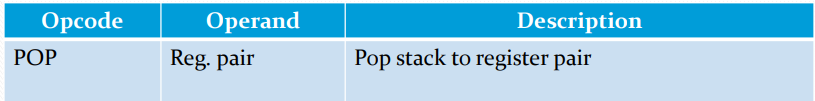 Opcode Operand Description
POP Reg. pair Pop stack to register pair